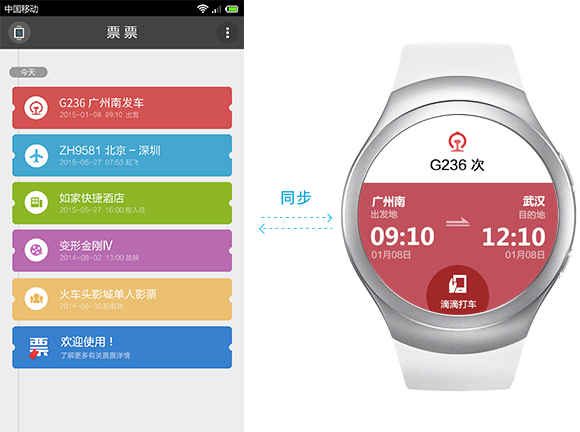 中国移动
票 票
今天
G236 广州南发车
2015-01-08 09:10 出发
ZH9581 北京 – 深圳
2015-05-27 07:53 起飞
如家快捷酒店
2015-05-27 16:00 前入住
变形金刚Ⅳ
2014-08-02 13:00 放映
火车头影城单人影票
2014-06-30 前有效
票
欢迎使用！
了解更多有关票票详情
同步
G236 次
广州南 武汉
出发地 目的地
09:10 12:10
01月08日 01月08日
滴滴打车